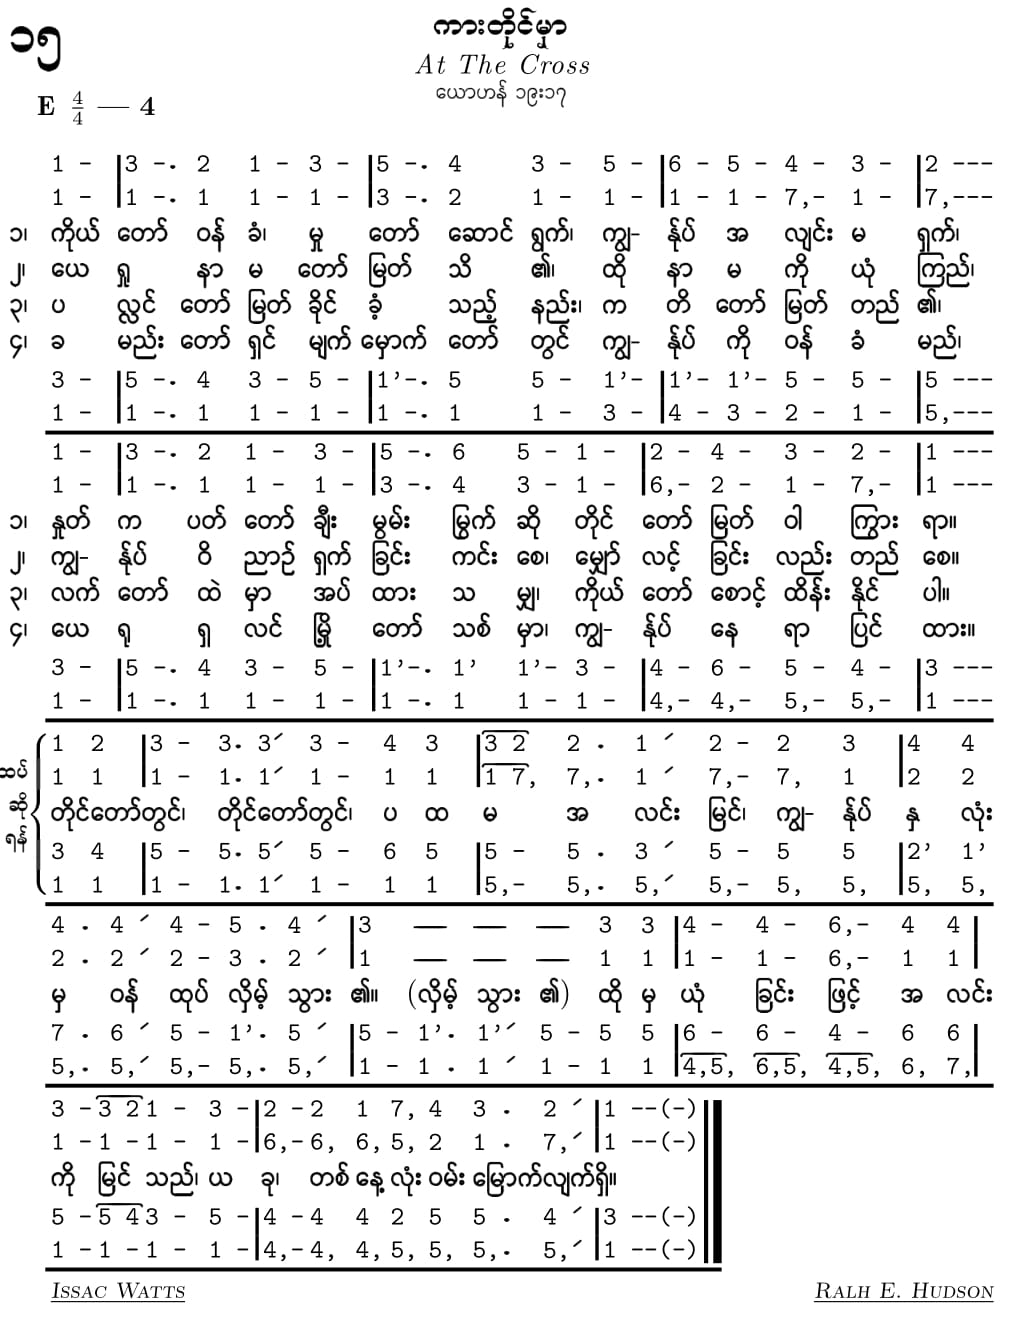 ၁၅
ကားတိုင်မှာ
At The Cross
ယောဟန် ၁၉း၁၇
E 4/4 — 4
1 - |3 -. 2 1 - 3 - |5 -. 4 3 - 5 - |6 - 5 - 4 - 3 - |2 ---
1 - |1 -. 1 1 - 1 - |3 -. 2 1 - 1 - |1 - 1 - 7,- 1 - |7,---
၁၊ ကိုယ် တော် ဝန် ခံ၊ မှု တော် ဆောင် ရွက်၊ ကျွ- န်ုပ် အ လျင်း မ ရှက်၊
၂၊ ယေ ရှု နာ မ တော် မြတ် သိ ၏၊ ထို နာ မ ကို ယုံ ကြည်၊
၃၊ ပ လ္လင် တော် မြတ် ခိုင် ခံ့ သည့် နည်း၊ က တိ တော် မြတ် တည် ၏၊
၄၊ ခ မည်း တော် ရှင် မျက် မှောက် တော် တွင် ကျွ- န်ုပ် ကို ဝန် ခံ မည်၊
3 - |5 -. 4 3 - 5 - |1’-. 5 5 - 1’- |1’- 1’- 5 - 5 - |5 ---
1 - |1 -. 1 1 - 1 - |1 -. 1 1 - 3 - |4 - 3 - 2 - 1 - |5,---
1 - |3 -. 2 1 - 3 - |5 -. 6 5 - 1 - |2 - 4 - 3 - 2 - |1 ---
1 - |1 -. 1 1 - 1 - |3 -. 4 3 - 1 - |6,- 2 - 1 - 7,- |1 ---
၁၊ နှုတ် က ပတ် တော် ချီး မွမ်း မြွက် ဆို တိုင် တော် မြတ် ဝါ ကြွား ရာ။
၂၊ ကျွ- န်ုပ် ဝိ ညာဉ် ရှက် ခြင်း ကင်း စေ၊ မျှော် လင့် ခြင်း လည်း တည် စေ။
၃၊ လက် တော် ထဲ မှာ အပ် ထား သ မျှ၊ ကိုယ် တော် စောင့် ထိန်း နိုင် ပါ။
၄၊ ယေ ရု ရှ လင် မြို့ တော် သစ် မှာ၊ ကျွန်- န်ုပ် နေ ရာ ပြင် ထား။
3 - |5 -. 4 3 - 5 - |1’-. 1’ 1’- 3 - |4 - 6 - 5 - 4 - |3 ---
1 - |1 -. 1 1 - 1 - |1 -. 1 1 - 1 - |4,- 4,- 5,- 5,- |1 ---
ထပ်
ဆို
ရန်
1 2 |3 - 3. 3´ 3 - 4 3 |3 2 2 . 1 ´ 2 - 2 3 |4 4
1 1 |1 - 1. 1´ 1 - 1 1 |1 7, 7,. 1 ´ 7,- 7, 1 |2 2
တိုင်တော်တွင်၊ တိုင်တော်တွင်၊ ပ ထ မ အ လင်း မြင်၊ ကျွ- န်ုပ် နှ လုံး
3 4 |5 - 5. 5´ 5 - 6 5 |5 - 5 . 3 ´ 5 - 5 5 |2’ 1’
1 1 |1 - 1. 1´ 1 - 1 1 |5,- 5,. 5,´ 5,- 5, 5, |5, 5,
4 . 4 ´ 4 - 5 . 4 ´ |3 — — — 3 3 |4 - 4 - 6,- 4 4 |
2 . 2 ´ 2 - 3 . 2 ´ |1 — — — 1 1 |1 - 1 - 6,- 1 1 |
မှ ဝန် ထုပ် လှိမ့် သွား ၏။ (လှိမ့် သွား ၏) ထို မှ ယုံ ခြင်း ဖြင့် အ လင်း
7 . 6 ´ 5 - 1’. 5 ´ |5 - 1’. 1’´ 5 - 5 5 |6 - 6 - 4 - 6 6 |
5,. 5,´ 5,- 5,. 5,´ |1 - 1 . 1 ´ 1 - 1 1 |4,5, 6,5, 4,5, 6, 7,|
3 -3 21 - 3 -|2 -2 1 7, 4 3 . 2 ´ |1 --(-)
1 -1 -1 - 1 -|6,-6, 6,5, 2 1 . 7,´ |1 --(-)
ကို မြင် သည်၊ ယ ခု၊ တစ် နေ့ လုံး ဝမ်း မြောက်လျက်ရှိ။
5 -5 43 - 5 -|4 -4 4 2 5 5 . 4 ´ |3 --(-)
1 -1 -1 - 1 -|4,-4, 4,5, 5, 5,. 5,´ |1 --(-)
Issac Watts
Ralh E. Hudson